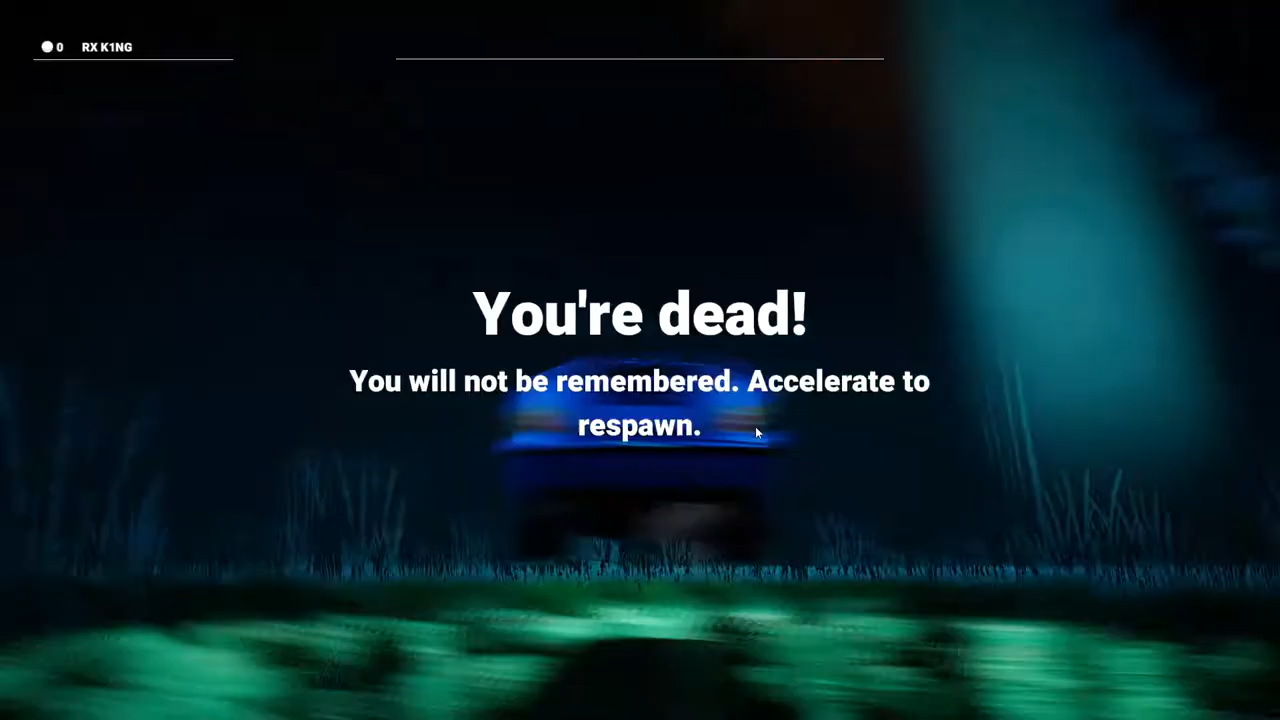 0 RX K1NG
You're dead!
You will not be remembered. Accelerate to
respawn.